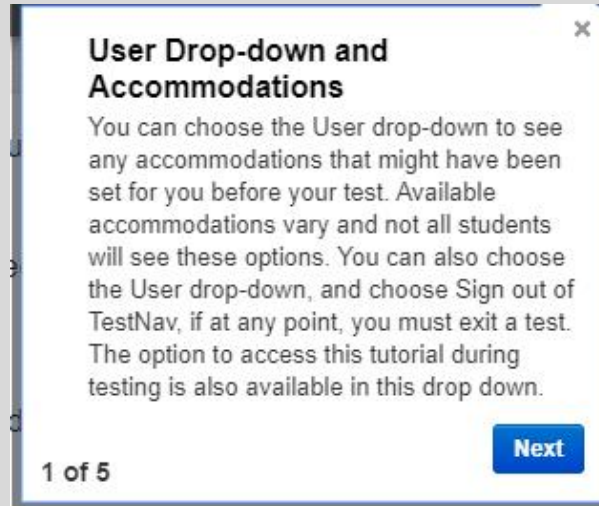 User Drop-down and
Accommodations
You can choose the User drop-down to see
any accommodations that might have been
set for you before your test. Available
accommodations vary and not all students
will see these options. You can also choose
the User drop-down, and choose Sign out of
TestNav, if at any point, you must exit a test.
The option to access this tutorial during
testing is also available in this drop down.
Next
1 of 5